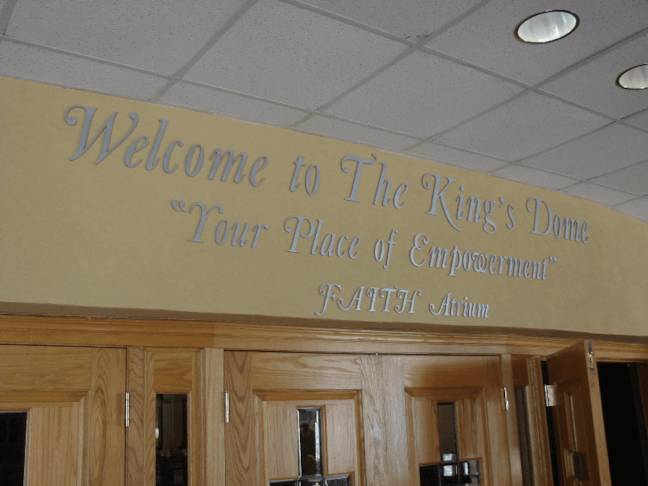 Welcome to The King's Dome
"Your Place of Empowerment"
FAITH Atrium